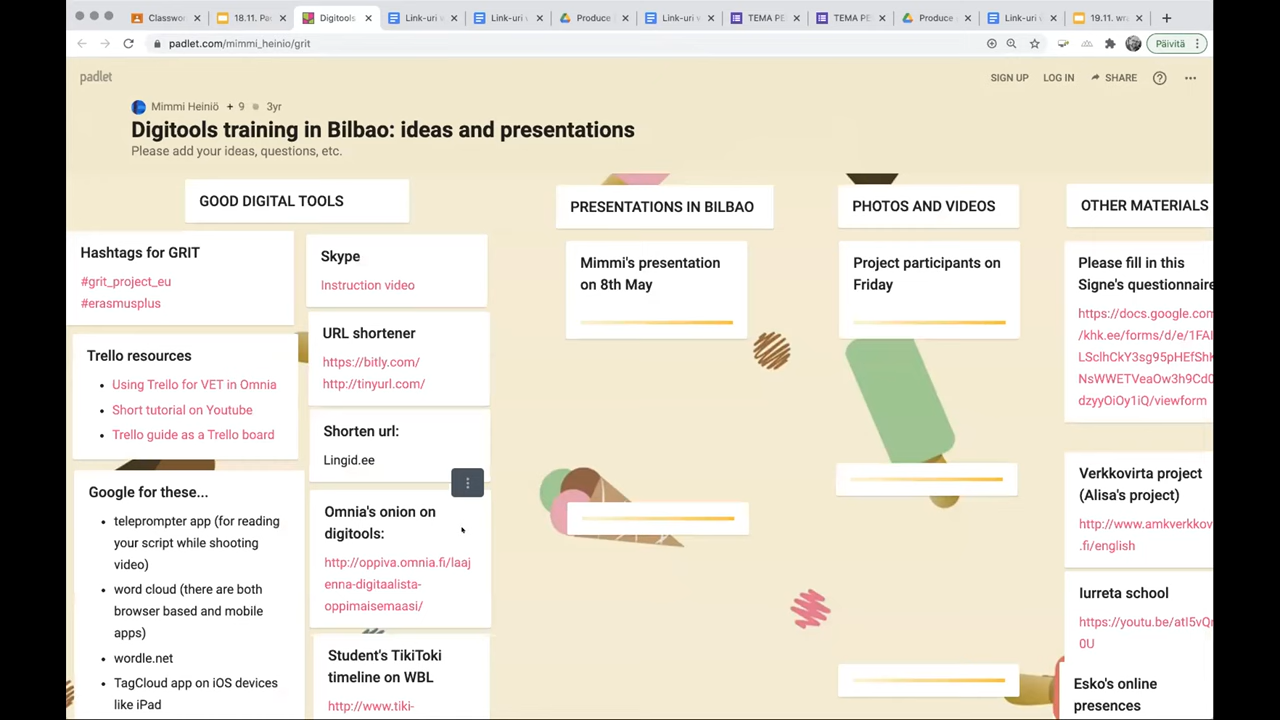 Classwor
18.11. Pac
Digitools
Link-uri v
Link-uri v
Produce
Link-uri v
TEMA PE
TEMA PE
Produce
Link-uri v
19.11. wra
padlet.com/mimmi_heinio/grit
Päivitä
padlet
SIGN UP
LOG IN
SHARE
Mimmi Heiniö + 9 3yr
Digitools training in Bilbao: ideas and presentations
Please add your ideas, questions, etc.
GOOD DIGITAL TOOLS
Hashtags for GRIT
#grit_project_eu
#erasmusplus
Trello resources
Using Trello for VET in Omnia
Short tutorial on Youtube
Trello guide as a Trello board
Google for these...
teleprompter app (for reading
your script while shooting
video)
word cloud (there are both
browser based and mobile
apps)
wordle.net
TagCloud app on iOS devices
like iPad
Skype
Instruction video
URL shortener
https://bitly.com/
http://tinyurl.com/
Shorten url:
Lingid.ee
Omnia's onion on
digitools:
http://oppiva.omnia.fi/laaj
enna-digitaalista-
oppimaisemaasi/
Student's TikiToki
timeline on WBL
http://www.tiki-
PRESENTATIONS IN BILBAO
Mimmi's presentation
on 8th May
PHOTOS AND VIDEOS
Project participants on
Friday
OTHER MATERIALS
Please fill in this
Signe's questionnaire
https://docs.google.com
/khk.ee/forms/d/e/1FAI
LSclhCkY3sg95pHEfShK
NsWWETVeaOw3h9Cd0
dzyyOiOy1iQ/viewform
Verkkovirta project
(Alisa's project)
http://www.amkverkkov
.fi/english
Iurreta school
https://youtu.be/atI5vQr
0U
Esko's online
presences